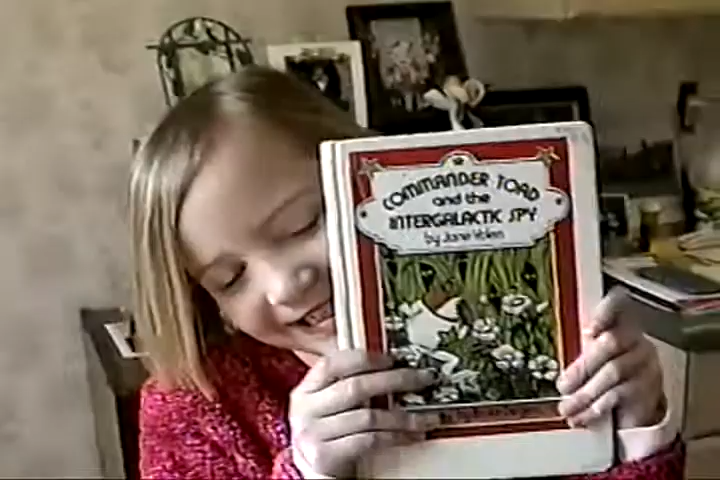 COMMANDER TOAD
and the
INTERGALACTIC SPY
by Jane Yolen